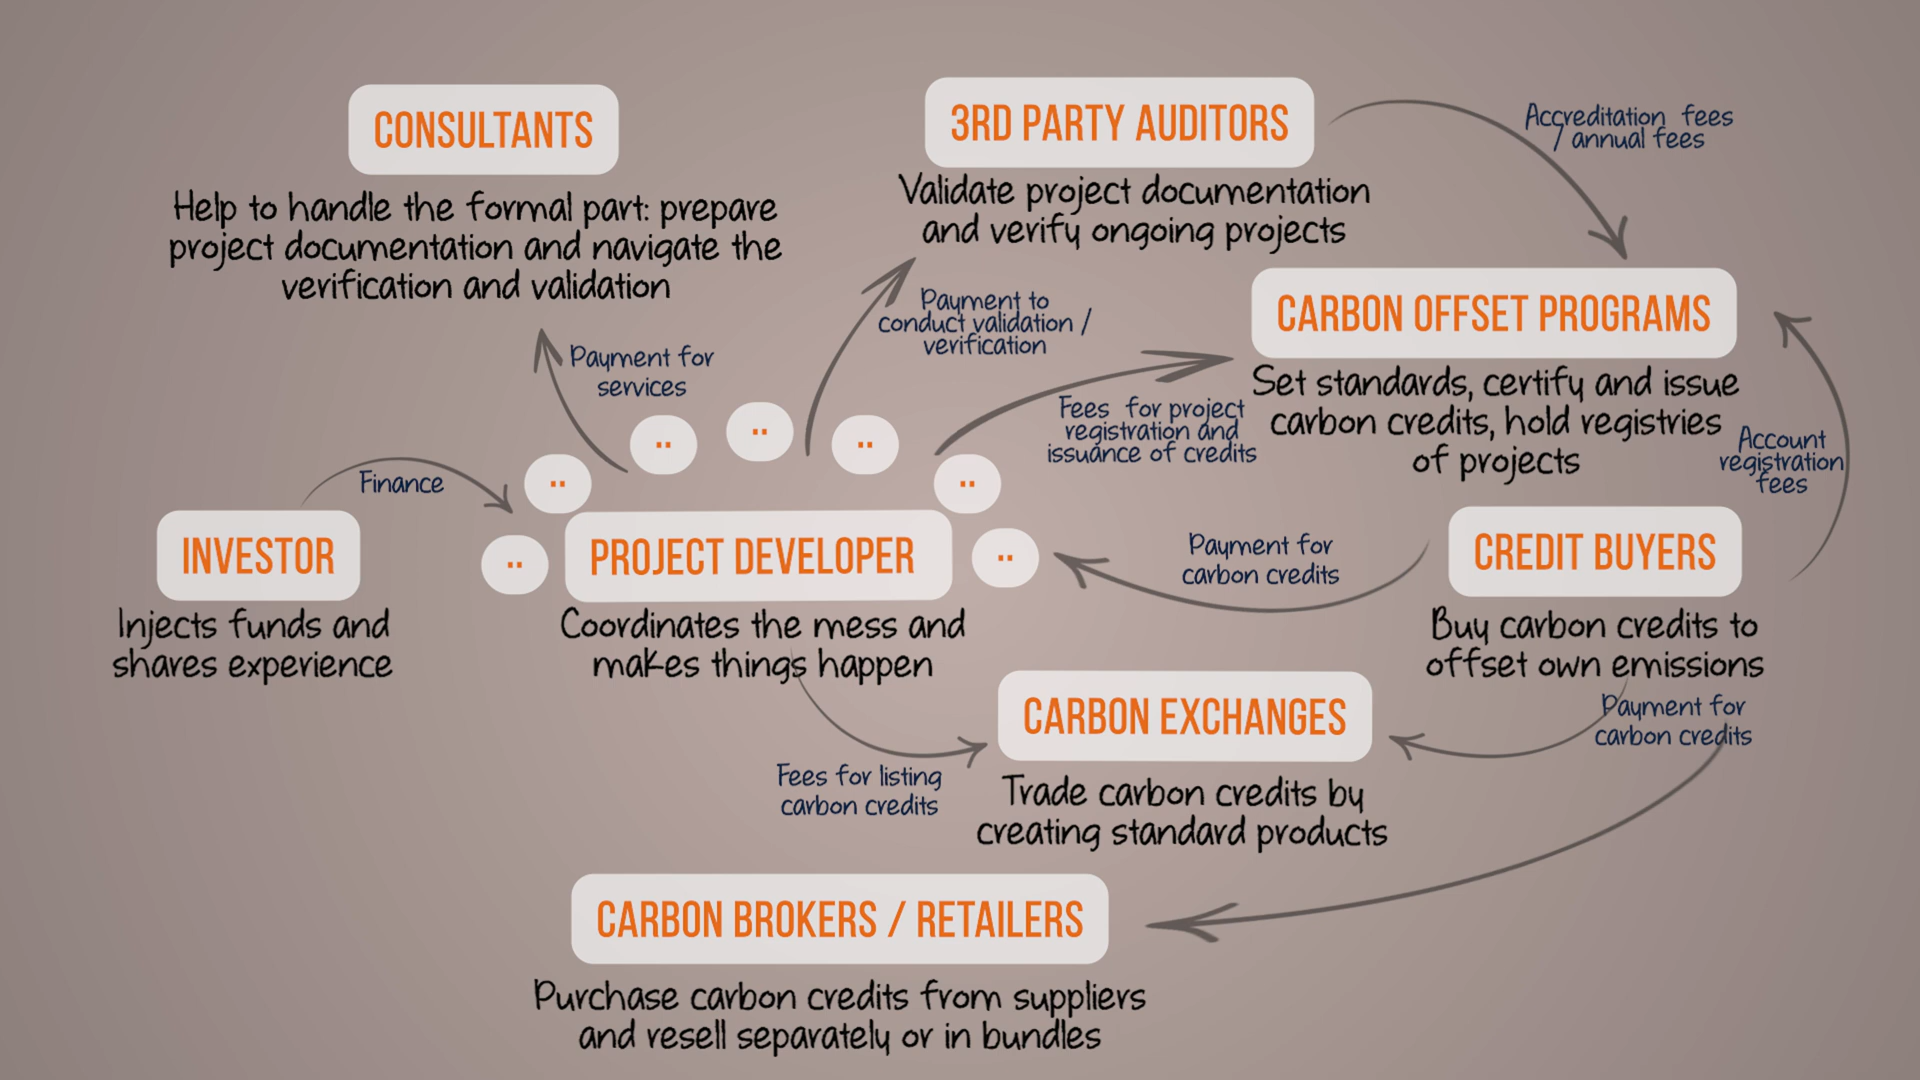 CONSULTANTS
Help to handle the formal part: prepare
project documentation and navigate the
verification and validation
3RD PARTY AUDITORS
Validate project documentation
and verify ongoing projects
Accreditation fees
/ annual fees
Payment for
services
Payment to
conduct validation /
verification
CARBON OFFSET PROGRAMS
Set standards, certify and issue
carbon credits, hold registries
of projects
Fees for project
registration and
issuance of credits
Account
registration
fees
Finance
INVESTOR
Injects funds and
shares experience
..
..
..
..
..
..
..
PROJECT DEVELOPER
Coordinates the mess and
makes things happen
Payment for
carbon credits
CREDIT BUYERS
Buy carbon credits to
offset own emissions
Payment for
carbon credits
CARBON EXCHANGES
Trade carbon credits by
creating standard products
Fees for listing
carbon credits
CARBON BROKERS / RETAILERS
Purchase carbon credits from suppliers
and resell separately or in bundles